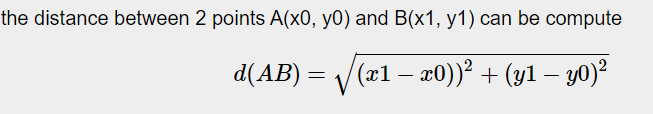 the distance between 2 points A(x0, y0) and B(x1, y1) can be compute
d(AB) = √(x1 − x0))² + (y1 − y0)²